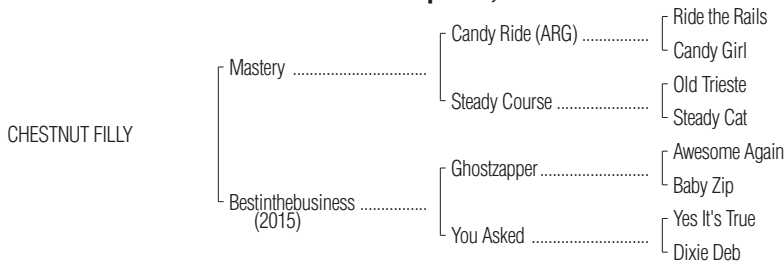 Ride the Rails
Candy Ride (ARG) ................
Candy Girl
Mastery ................................
Old Trieste
Steady Course ......................
Steady Cat
CHESTNUT FILLY
Awesome Again
Ghostzapper..........................
Baby Zip
Bestinthebusiness ................
(2015)
Yes It's True
You Asked ............................
Dixie Deb